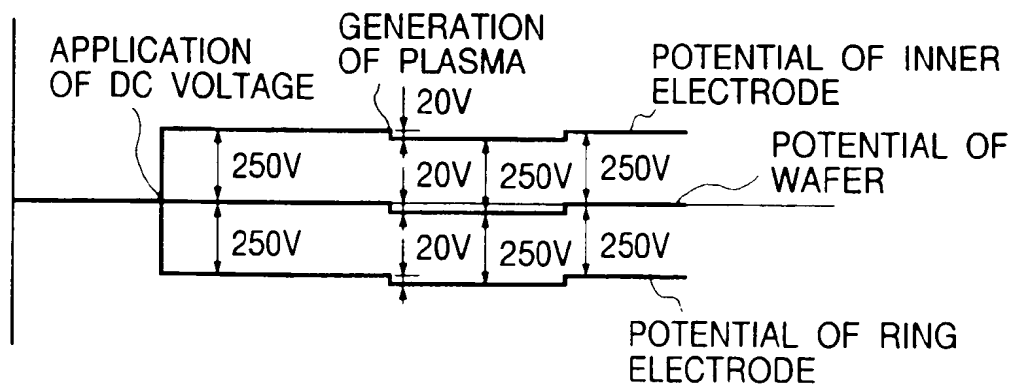 APPLICATION
OF DC VOLTAGE
GENERATION
OF PLASMA
POTENTIAL OF INNER
ELECTRODE
20V
250V
20V
250V
250V
POTENTIAL OF
WAFER
250V
20V
250V
250V
POTENTIAL OF RING
ELECTRODE